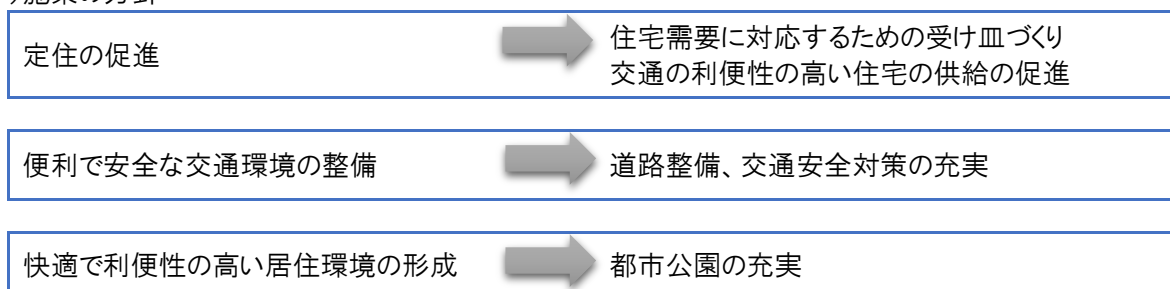 定住の促進
住宅需要に対応するための受け皿づくり
交通の利便性の高い住宅の供給の促進
便利で安全な交通環境の整備
道路整備、交通安全対策の充実
快適で利便性の高い居住環境の形成
都市公園の充実